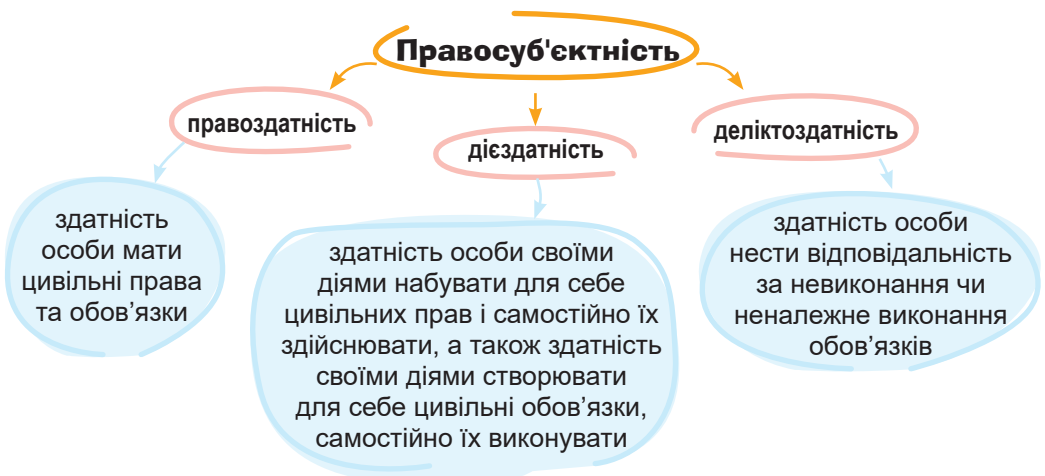 Правосуб'єктність
правоздатність
дієздатність
деліктоздатність
здатність
особи мати
цивільні права
та обов’язки
здатність особи своїми
діями набувати для себе
цивільних прав і самостійно їх
здійснювати, а також здатність
своїми діями створювати
для себе цивільні обов’язки,
самостійно їх виконувати
здатність особи
нести відповідальність
за невиконання чи
неналежне виконання
обов’язків